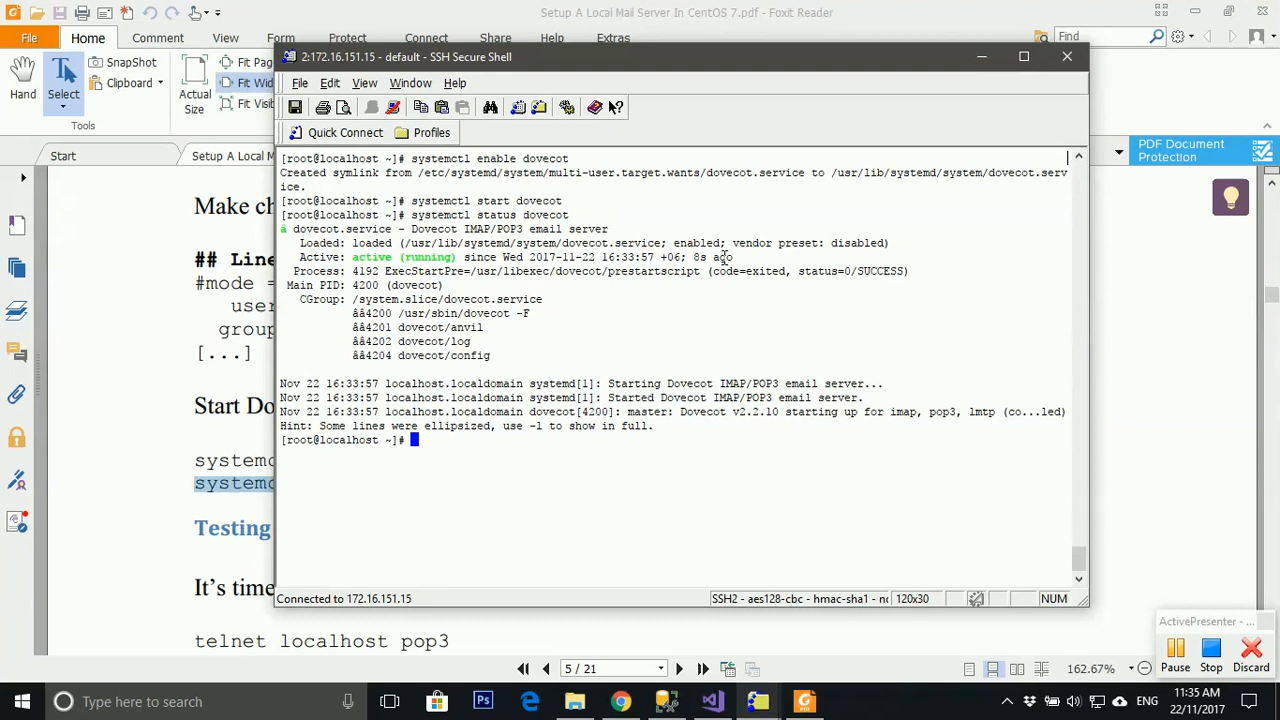 Setup A Local Mail Server In CentOS 7.pdf - Foxit Reader
File Home Comment View Form Protect Connect Share Help Extras
Find
Hand
Select
SnapShot
Clipboard
Tools
Actual Size
Fit Pag
Fit Wid
Fit Visib
Start
Setup A Local M
PDF Document Protection
2:172.16.151.15 - default - SSH Secure Shell
File Edit View Window Help
Quick Connect Profiles
[root@localhost ~]# systemctl enable dovecot
Created symlink from /etc/systemd/system/multi-user.target.wants/dovecot.service to /usr/lib/systemd/system/dovecot.serv
ice.
[root@localhost ~]# systemctl start dovecot
[root@localhost ~]# systemctl status dovecot
â dovecot.service - Dovecot IMAP/POP3 email server
Loaded: loaded (/usr/lib/systemd/system/dovecot.service; enabled; vendor preset: disabled)
Active: active (running) since Wed 2017-11-22 16:33:57 +06; 8s ago
Process: 4192 ExecStartPre=/usr/libexec/dovecot/prestartscript (code=exited, status=0/SUCCESS)
Main PID: 4200 (dovecot)
CGroup: /system.slice/dovecot.service
ââ4200 /usr/sbin/dovecot -F
ââ4201 dovecot/anvil
ââ4202 dovecot/log
ââ4204 dovecot/config
Nov 22 16:33:57 localhost.localdomain systemd[1]: Starting Dovecot IMAP/POP3 email server...
Nov 22 16:33:57 localhost.localdomain systemd[1]: Started Dovecot IMAP/POP3 email server.
Nov 22 16:33:57 localhost.localdomain dovecot[4200]: master: Dovecot v2.2.10 starting up for imap, pop3, lmtp (co...led)
Hint: Some lines were ellipsized, use -l to show in full.
[root@localhost ~]#
Connected to 172.16.151.15
SSH2 - aes128-cbc - hmac-sha1 - nc
120x30
NUM
Make ch
## Line
#mode =
user
group
[...]
Start Do
systemc
systemc
Testing
It's time
telnet localhost pop3
5 / 21
162.67%
ActivePresenter - ...
Pause Stop Discard
Type here to search
ENG
11:35 AM
22/11/2017